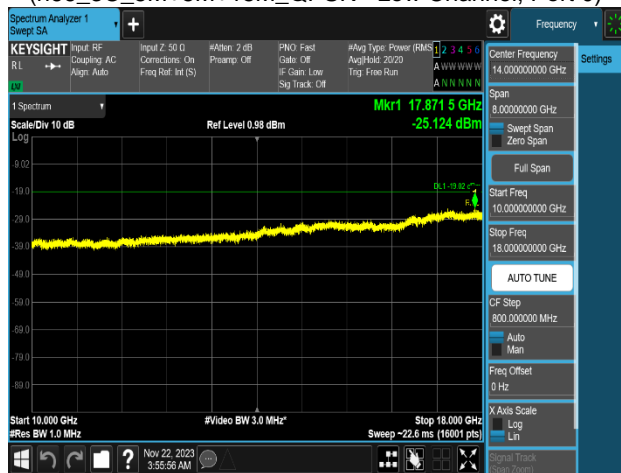 Spectrum Analyzer 1
Swept SA
+
Frequency
KEYSIGHT
RL
Input: RF
Coupling: AC
Align: Auto
Input Z: 50 Ω
Corrections: On
Freq Ref: Int (S)
#Atten: 2 dB
Preamp: Off
PNO: Fast
Gate: Off
IF Gain: Low
Sig Track: Off
#Avg Type: Power (RMS
Avg|Hold: 20/20
Trig: Free Run
1 2 3 4 5 6
A W W W W W
A N N N N N
LXI
1 Spectrum
Scale/Div 10 dB
Log
Ref Level 0.98 dBm
Mkr1 17.871 5 GHz
-25.124 dBm
DL1 -19.02
-9.02
-19.0
-29.0
-39.0
-49.0
-59.0
-69.0
-79.0
-89.0
Start 10.000 GHz
#Res BW 1.0 MHz
#Video BW 3.0 MHz*
Stop 18.000 GHz
Sweep ~22.6 ms (16001 pts)
Nov 22, 2023
3:55:56 AM
Settings
Center Frequency
14.000000000 GHz
Span
8.00000000 GHz
Swept Span
Zero Span
Full Span
Start Freq
10.000000000 GHz
Stop Freq
18.000000000 GHz
AUTO TUNE
CF Step
800.000000 MHz
Auto
Man
Freq Offset
0 Hz
X Axis Scale
Log
Lin
Signal Track
(Span Zoom)